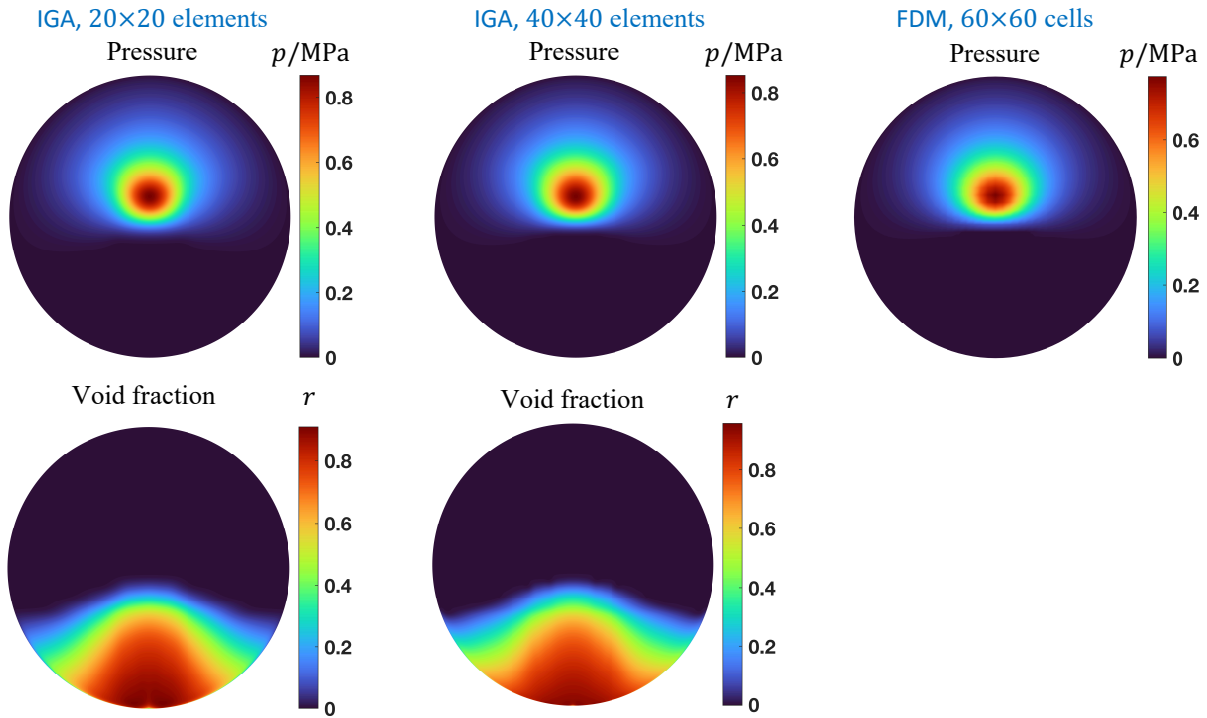 IGA, 20×20 elements
Pressure
p/MPa
0.8
0.6
0.4
0.2
0
IGA, 40×40 elements
Pressure
p/MPa
0.8
0.6
0.4
0.2
0
FDM, 60×60 cells
Pressure
p/MPa
0.6
0.4
0.2
0
Void fraction
r
0.8
0.6
0.4
0.2
0
Void fraction
r
0.8
0.6
0.4
0.2
0